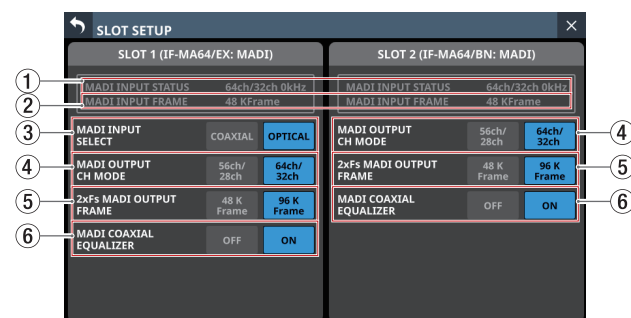 SLOT SETUP
SLOT 1 (IF-MA64/EX: MADI)
SLOT 2 (IF-MA64/BN: MADI)
1 MADI INPUT STATUS 64ch/32ch 0kHz
MADI INPUT STATUS 64ch/32ch 0kHz
2 MADI INPUT FRAME 48 KFrame
MADI INPUT FRAME 48 KFrame
3 MADI INPUT
SELECT
COAXIAL OPTICAL
MADI OUTPUT
CH MODE
56ch/
28ch
64ch/
32ch
4
4 MADI OUTPUT
CH MODE
56ch/
28ch
64ch/
32ch
2xFs MADI OUTPUT
FRAME
48 K
Frame
96 K
Frame
5
5 2xFs MADI OUTPUT
FRAME
48 K
Frame
96 K
Frame
MADI COAXIAL
EQUALIZER
OFF ON
6
6 MADI COAXIAL
EQUALIZER
OFF ON